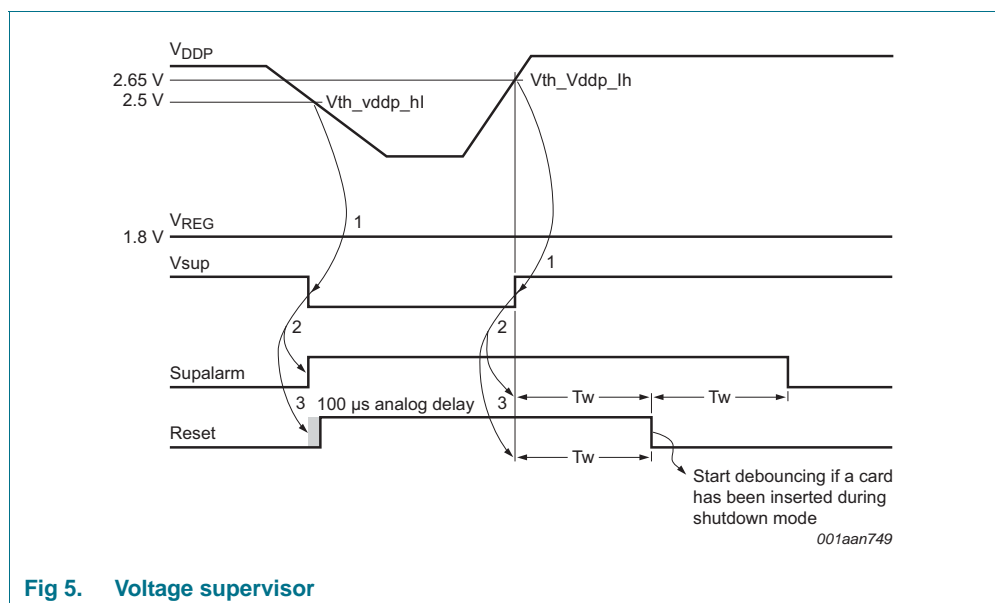 VDDP
2.65 V
Vth_Vddp_lh
2.5 V
Vth_vddp_hl
1
VREG
1.8 V
Vsup
1
2
2
Supalarm
Tw
Tw
3
100 µs analog delay
3
Reset
Tw
Start debouncing if a card
has been inserted during
shutdown mode
001aan749
Fig 5. Voltage supervisor